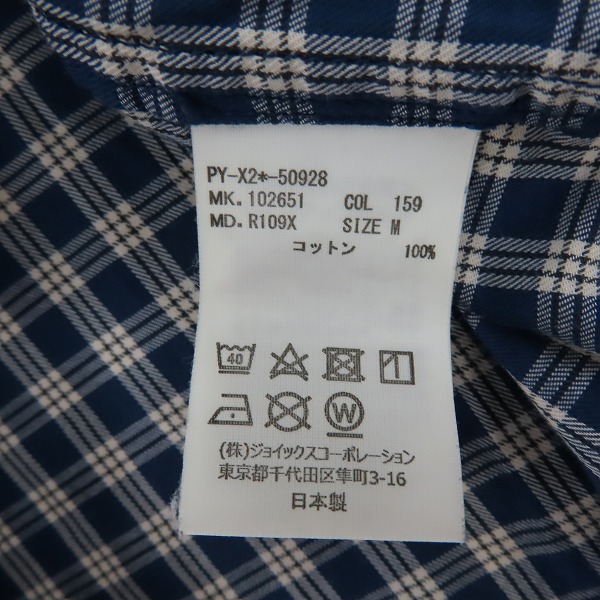 PY-X2*-50928
MK. 102651 COL 159
MD. R109X SIZE M
コットン 100%
40
W
(株)ジョイックスコーポレーション
東京都千代田区隼町3-16
日本製